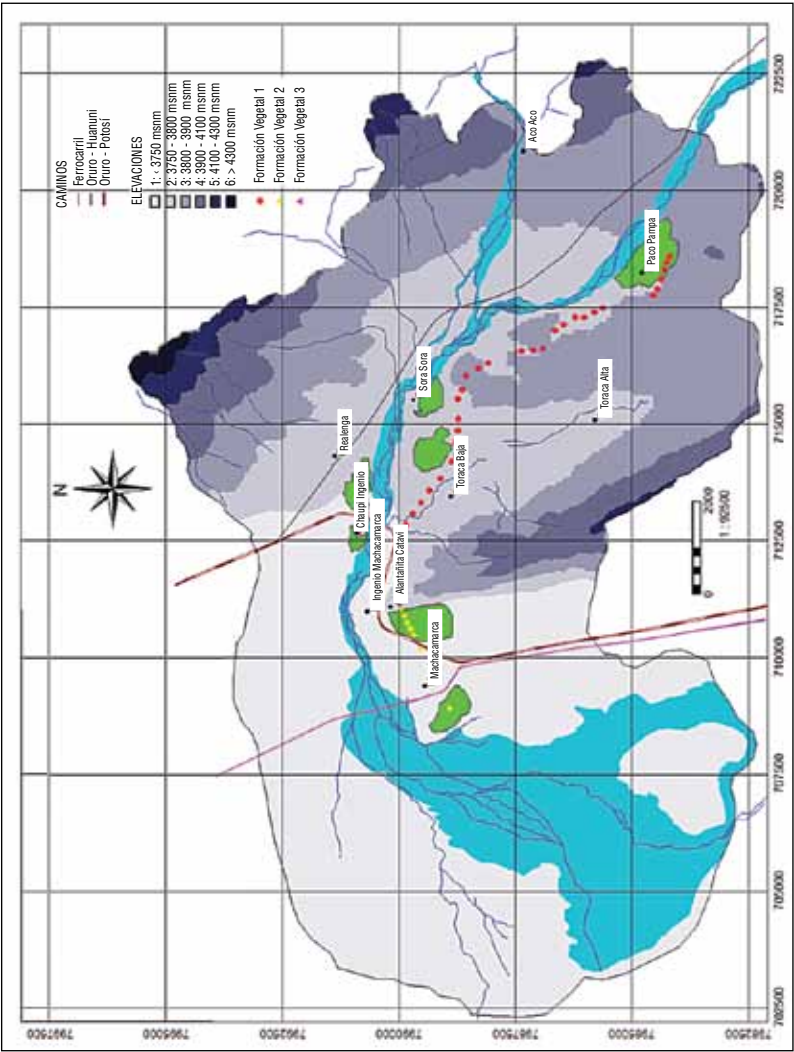 CAMINOS
Ferrocarril
Oruro - Huanuni
Oruro - Potosí
ELEVACIONES
1: < 3750 msnm
2: 3750 - 3800 msnm
3: 3800 - 3900 msnm
4: 3900 - 4100 msnm
5: 4100 - 4300 msnm
6: > 4300 msnm
Formación Vegetal 1
Formación Vegetal 2
Formación Vegetal 3
N
Realenga
Chaupi Ingenio
Ingenio Machacamarca
Alantañita Catavi
Machacamarca
Sora Sora
Toraca Baja
Toraca Alta
Aco Aco
Paco Pampa
0 2000
1 : 92500
702500 705000 707500 710000 712500 715000 717500 720000 722500
7997500
7995000
7992500
7990000
7987500
7985000
7982500